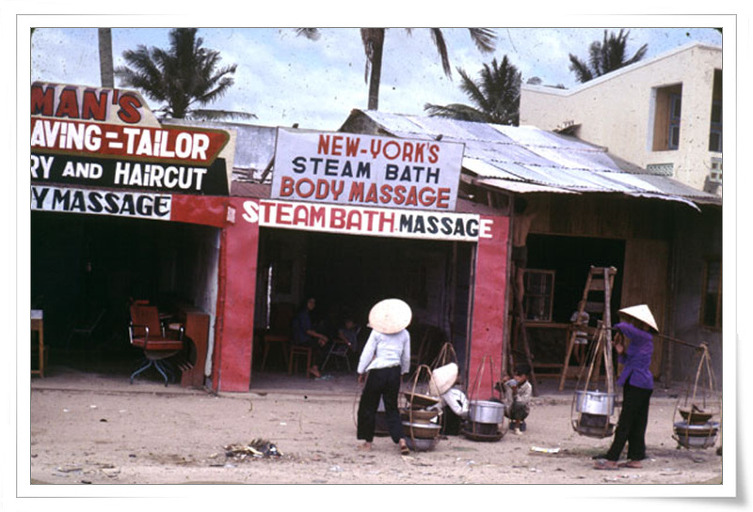 MAN'S
AVING-TAILOR
RY AND HAIRCUT
Y MASSAGE
NEW-YORK'S
STEAM BATH
BODY MASSAGE
STEAM BATH MASSAGE